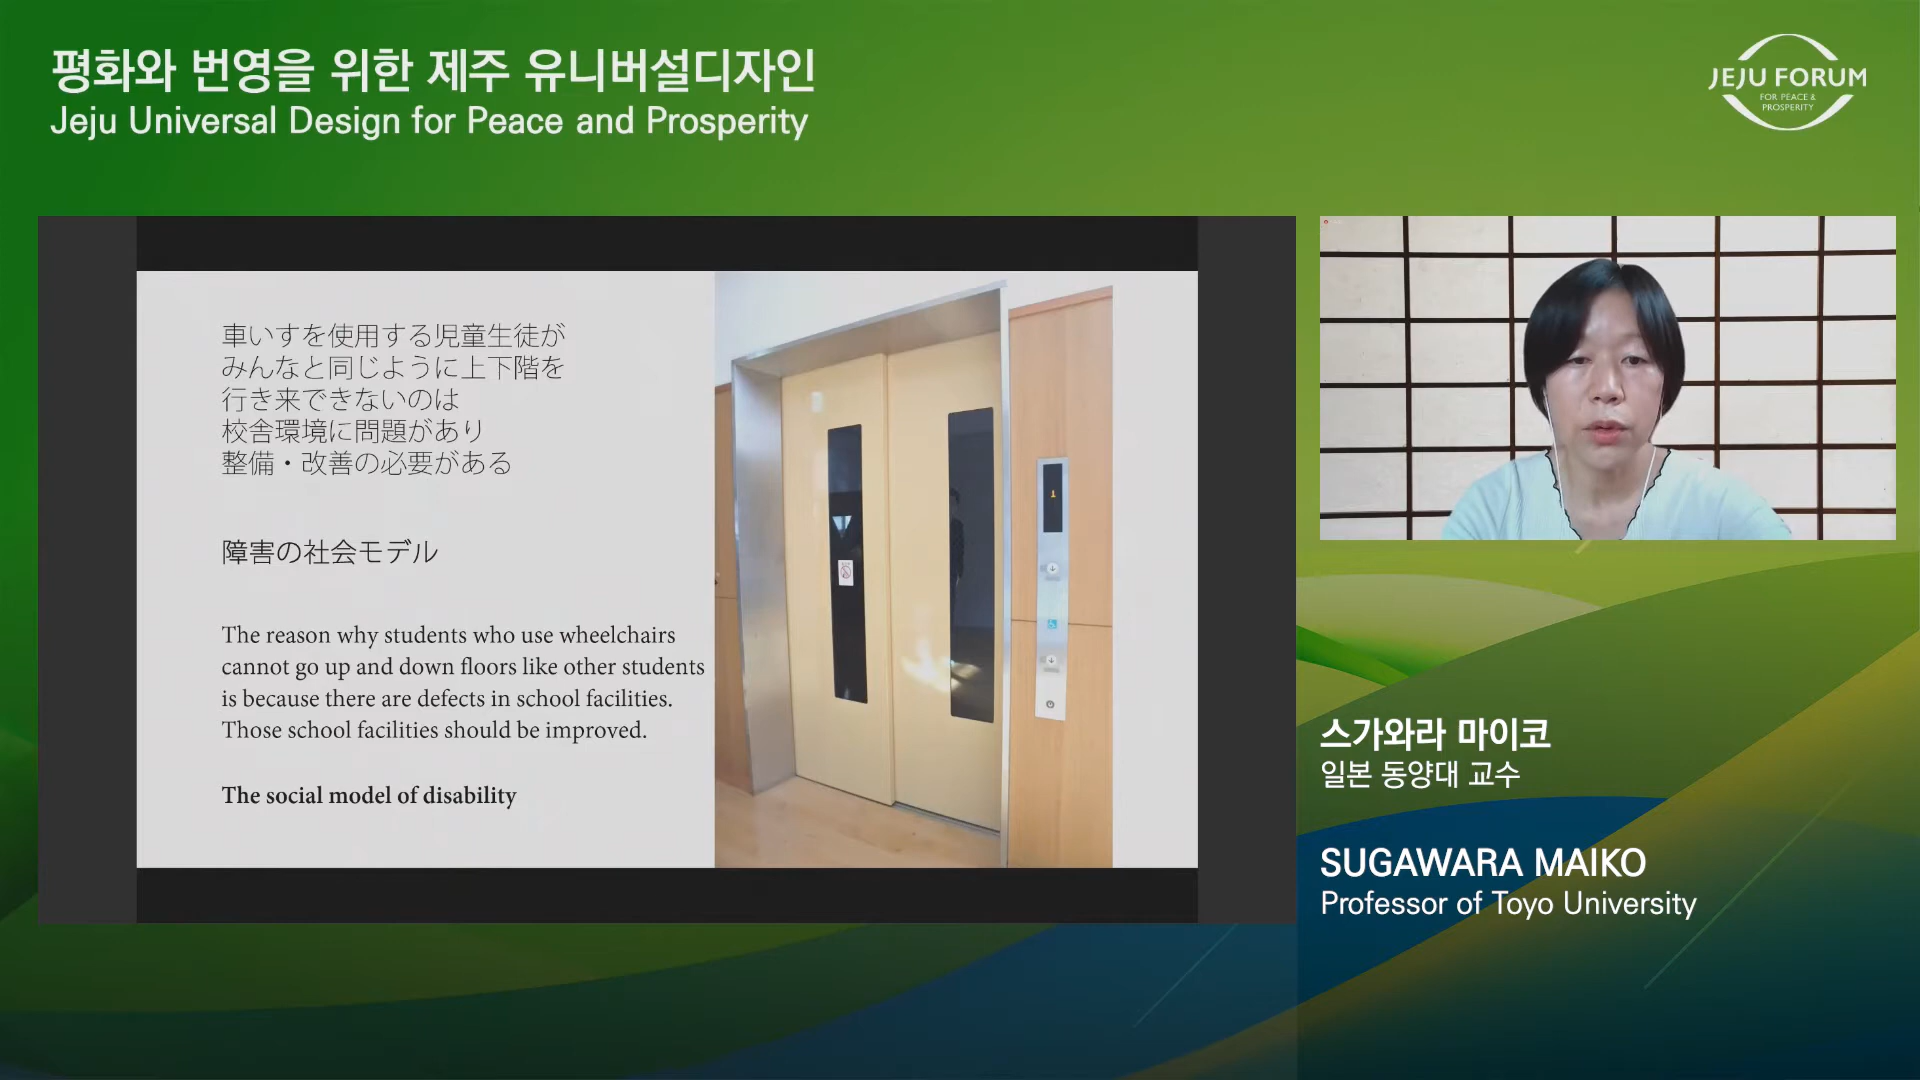 평화와 번영을 위한 제주 유니버설디자인
Jeju Universal Design for Peace and Prosperity
JEJU FORUM
FOR PEACE &
PROSPERITY
車いすを使用する児童生徒が
みんなと同じように上下階を
行き来できないのは
校舎環境に問題があり
整備・改善の必要がある
障害の社会モデル
The reason why students who use wheelchairs
cannot go up and down floors like other students
is because there are defects in school facilities.
Those school facilities should be improved.
The social model of disability
1
스가와라 마이코
일본 동양대 교수
SUGAWARA MAIKO
Professor of Toyo University